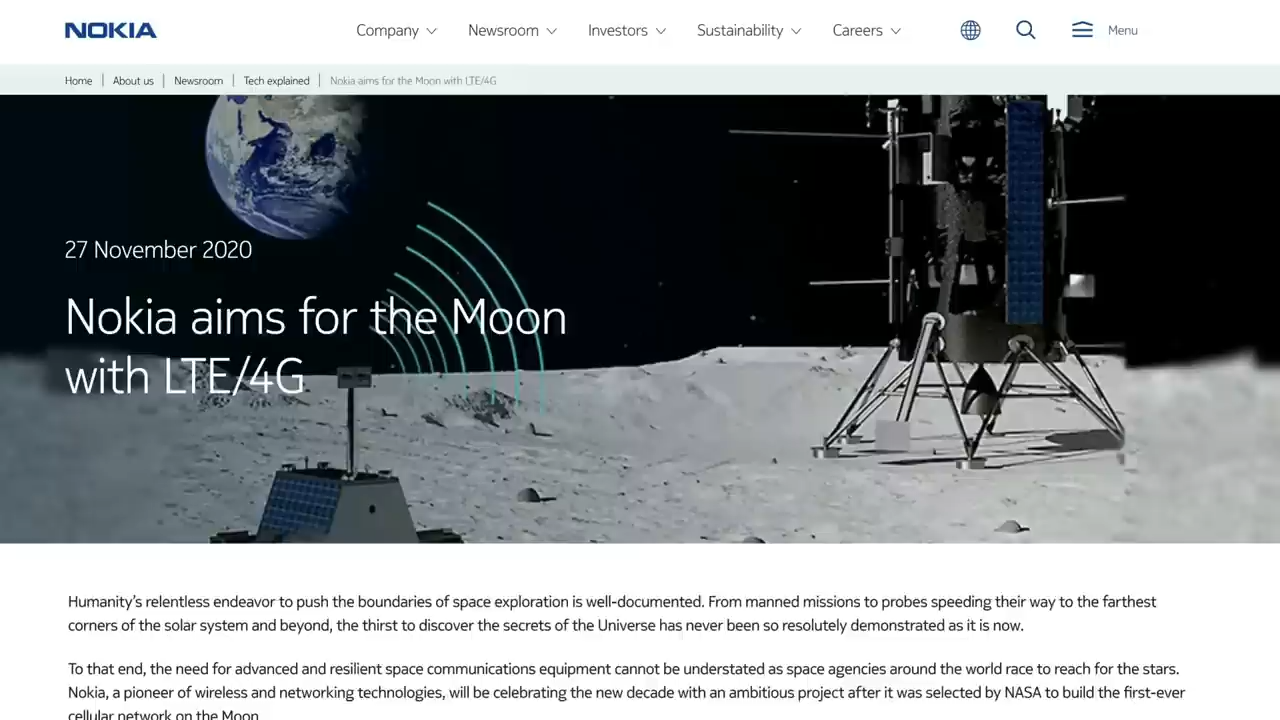 NOKIA
Company
Newsroom
Investors
Sustainability
Careers
Menu
Home | About us | Newsroom | Tech explained | Nokia aims for the Moon with LTE/4G
27 November 2020
Nokia aims for the Moon
with LTE/4G
Humanity's relentless endeavor to push the boundaries of space exploration is well-documented. From manned missions to probes speeding their way to the farthest
corners of the solar system and beyond, the thirst to discover the secrets of the Universe has never been so resolutely demonstrated as it is now.
To that end, the need for advanced and resilient space communications equipment cannot be understated as space agencies around the world race to reach for the stars.
Nokia, a pioneer of wireless and networking technologies, will be celebrating the new decade with an ambitious project after it was selected by NASA to build the first-ever
cellular network on the Moon.